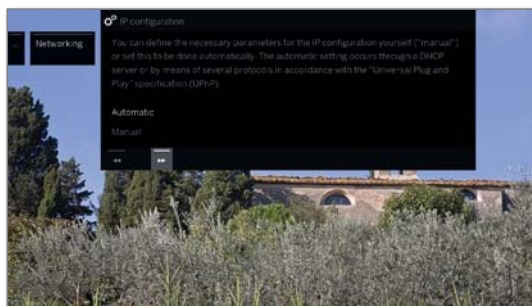 IP configuration
... Networking
You can define the necessary parameters for the IP configuration yourself ("manual")
or set this to be done automatically. The automatic setting occurs through a DHCP
server or by means of several protocols in accordance with the "Universal Plug and
Play" specification (UPnP).
Automatic
Manual